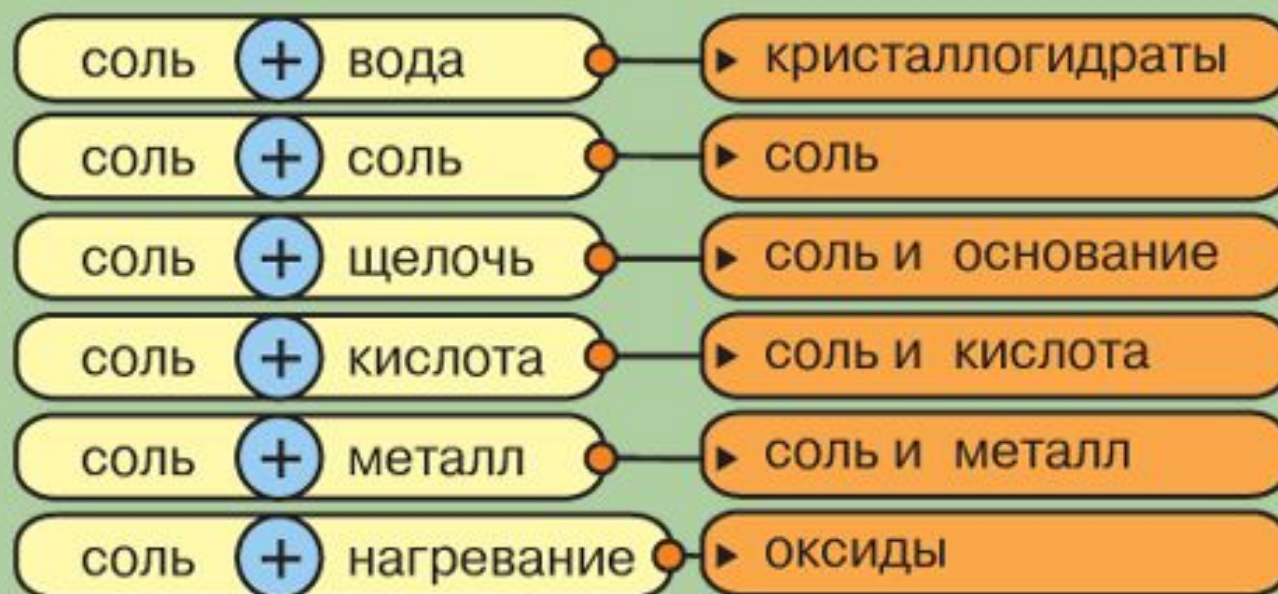 соль + вода ► кристаллогидраты
соль + соль ► соль
соль + щелочь ► соль и основание
соль + кислота ► соль и кислота
соль + металл ► соль и металл
соль + нагревание ► оксиды